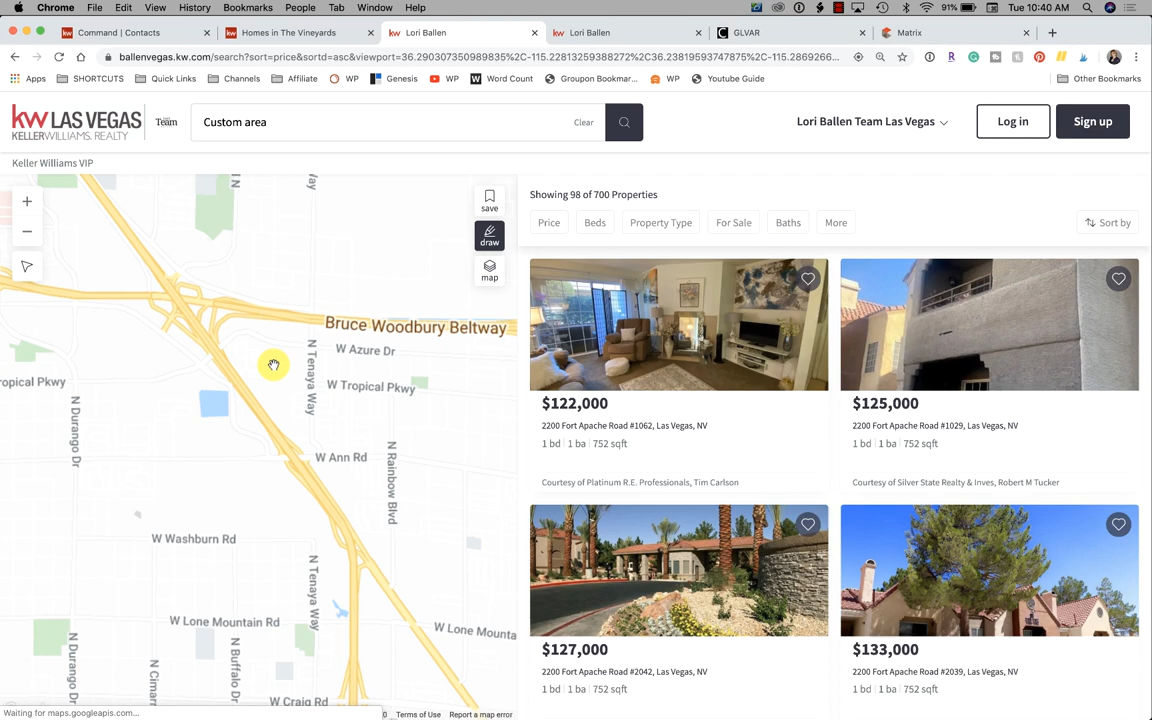 Chrome File Edit View History Bookmarks People Tab Window Help 91% Tue 10:40 AM
Command | Contacts
Homes in The Vineyards
Lori Ballen
Lori Ballen
GLVAR
Matrix
ballenvegas.kw.com/search?sort=price&sortd=asc&viewport=36.290307350989835%2C-115.22813259388272%2C36.23819593747875%2C-115.2869266...
Apps SHORTCUTS Quick Links Channels Affiliate WP Genesis WP Word Count Groupon Bookmar... WP Youtube Guide Other Bookmarks
kw LAS VEGAS
KELLERWILLIAMS. REALTY
Team
Custom area
Clear
Lori Ballen Team Las Vegas
Log in
Sign up
Keller Williams VIP
save
draw
map
Bruce Woodbury Beltway
W Azure Dr
W Tropical Pkwy
ropical Pkwy
N Tenaya Way
N Durango Dr
W Ann Rd
N Rainbow Blvd
W Washburn Rd
N Tenaya Way
W Lone Mountain Rd
W Lone Mounta
N Durango Dr
N Cimarr
N Buffalo Dr
W Craig Rd
Waiting for maps.googleapis.com...
Terms of Use
Report a map error
Showing 98 of 700 Properties
Price Beds Property Type For Sale Baths More Sort by
$122,000
2200 Fort Apache Road #1062, Las Vegas, NV
1 bd 1 ba 752 sqft
Courtesy of Platinum R.E. Professionals, Tim Carlson
$125,000
2200 Fort Apache Road #1029, Las Vegas, NV
1 bd 1 ba 752 sqft
Courtesy of Silver State Realty & Inves, Robert M Tucker
$127,000
2200 Fort Apache Road #2042, Las Vegas, NV
1 bd 1 ba 752 sqft
$133,000
2200 Fort Apache Road #2039, Las Vegas, NV
1 bd 1 ba 752 sqft